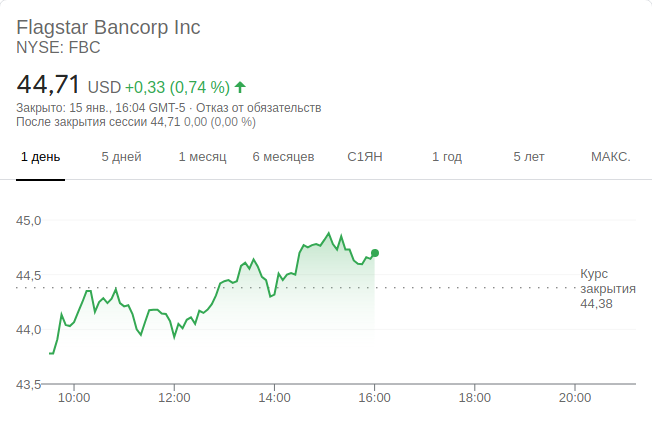 Flagstar Bancorp Inc
NYSE: FBC
44,71 USD +0,33 (0,74 %)
Закрыто: 15 янв., 16:04 GMT-5 · Отказ от обязательств
После закрытия сессии 44,71 0,00 (0,00 %)
1 день 5 дней 1 месяц 6 месяцев С1ЯН 1 год 5 лет МАКС.
45,0
44,5
44,0
43,5
Курс
закрытия
44,38
10:00 12:00 14:00 16:00 18:00 20:00